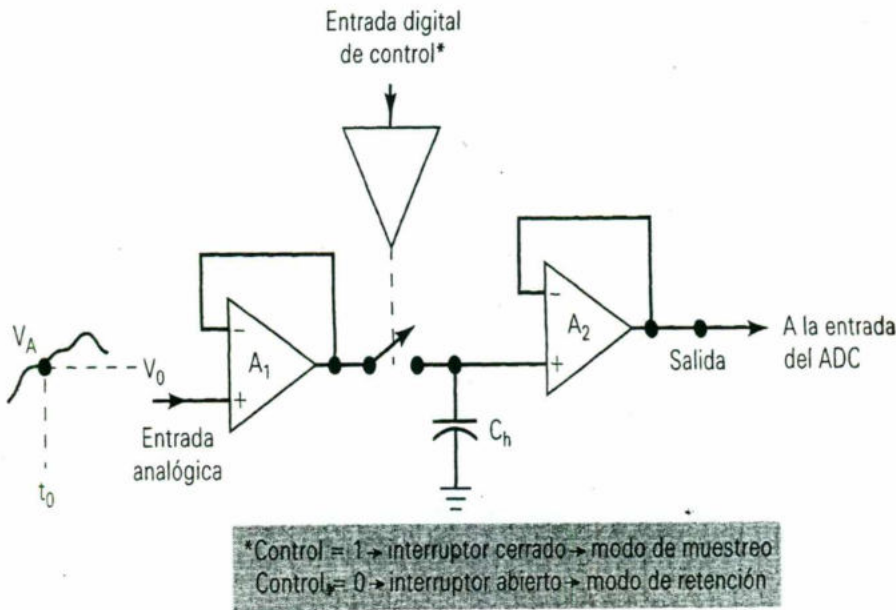 Entrada digital
de control*
V_A
V_0
t_0
Entrada
analógica
-
A_1
+
C_h
-
A_2
+
Salida
A la entrada
del ADC
*Control = 1 → interruptor cerrado → modo de muestreo
Control = 0 → interruptor abierto → modo de retención